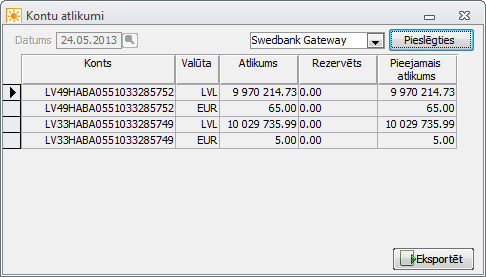 Kontu atlikumi
Datums 24.05.2013 Swedbank Gateway Pieslēgties
Konts Valūta Atlikums Rezervēts Pieejamais atlikums
LV49HABA0551033285752 LVL 9 970 214.73 0.00 9 970 214.73
LV49HABA0551033285752 EUR 65.00 0.00 65.00
LV33HABA0551033285749 LVL 10 029 735.99 0.00 10 029 735.99
LV33HABA0551033285749 EUR 5.00 0.00 5.00
Eksportēt